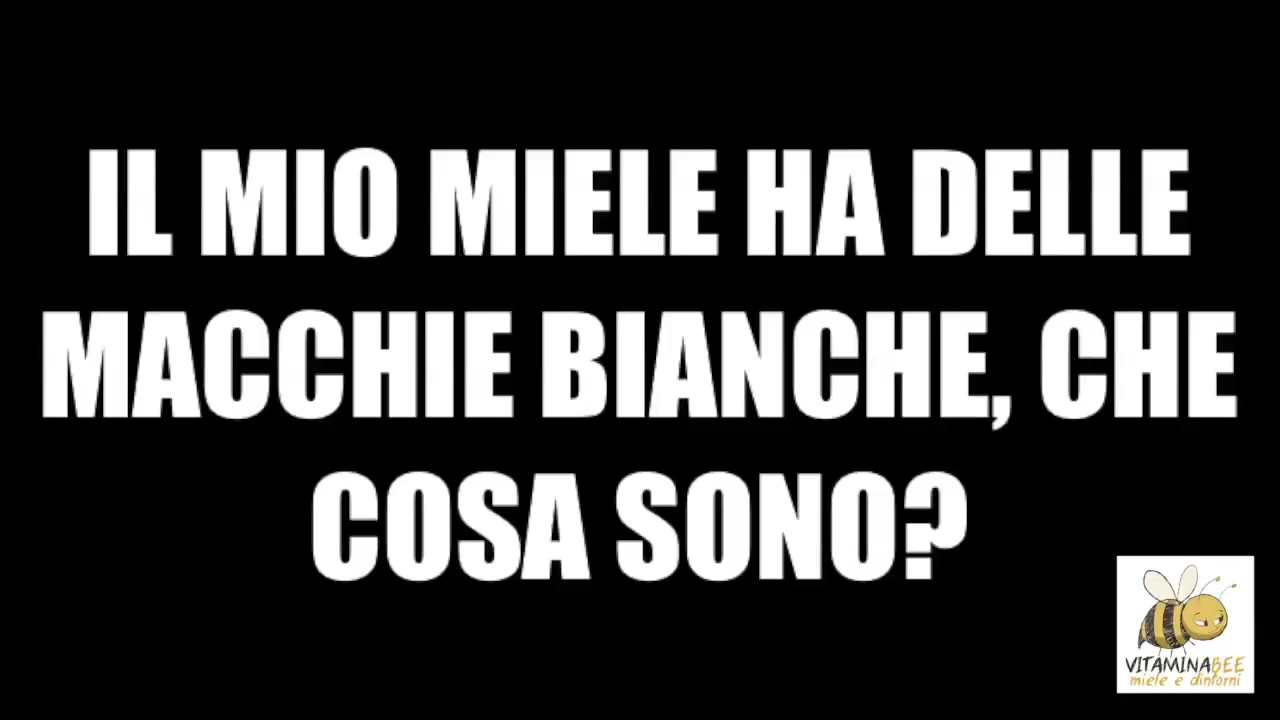 IL MIO MIELE HA DELLE
MACCHIE BIANCHE, CHE
COSA SONO?
VITAMINABEE
miele e dintorni